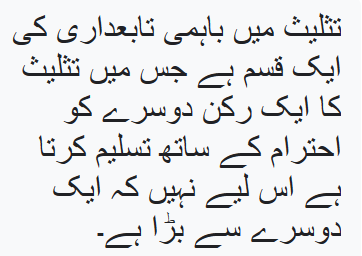 تثلیث میں باہمی تابعداری کی
ایک قسم ہے جس میں تثلیث
کا ایک رکن دوسرے کو
احترام کے ساتھ تسلیم کرتا
ہے اس لیے نہیں کہ ایک
دوسرے سے بڑا ہے۔